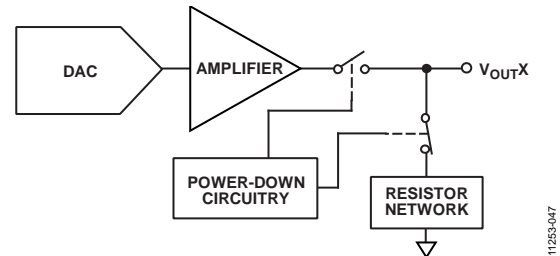 DAC
AMPLIFIER
VOUTX
POWER-DOWN
CIRCUITRY
RESISTOR
NETWORK
11253-047